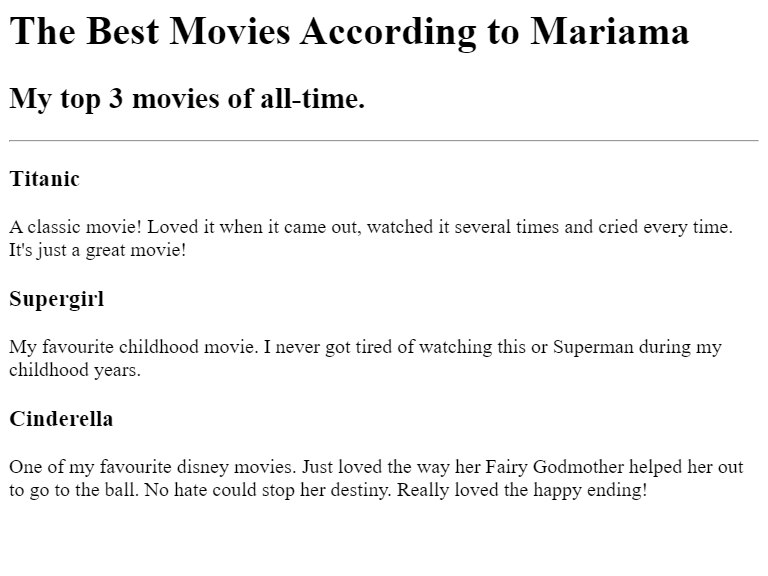 The Best Movies According to Mariama
My top 3 movies of all-time.
Titanic
A classic movie! Loved it when it came out, watched it several times and cried every time.
It's just a great movie!
Supergirl
My favourite childhood movie. I never got tired of watching this or Superman during my
childhood years.
Cinderella
One of my favourite disney movies. Just loved the way her Fairy Godmother helped her out
to go to the ball. No hate could stop her destiny. Really loved the happy ending!